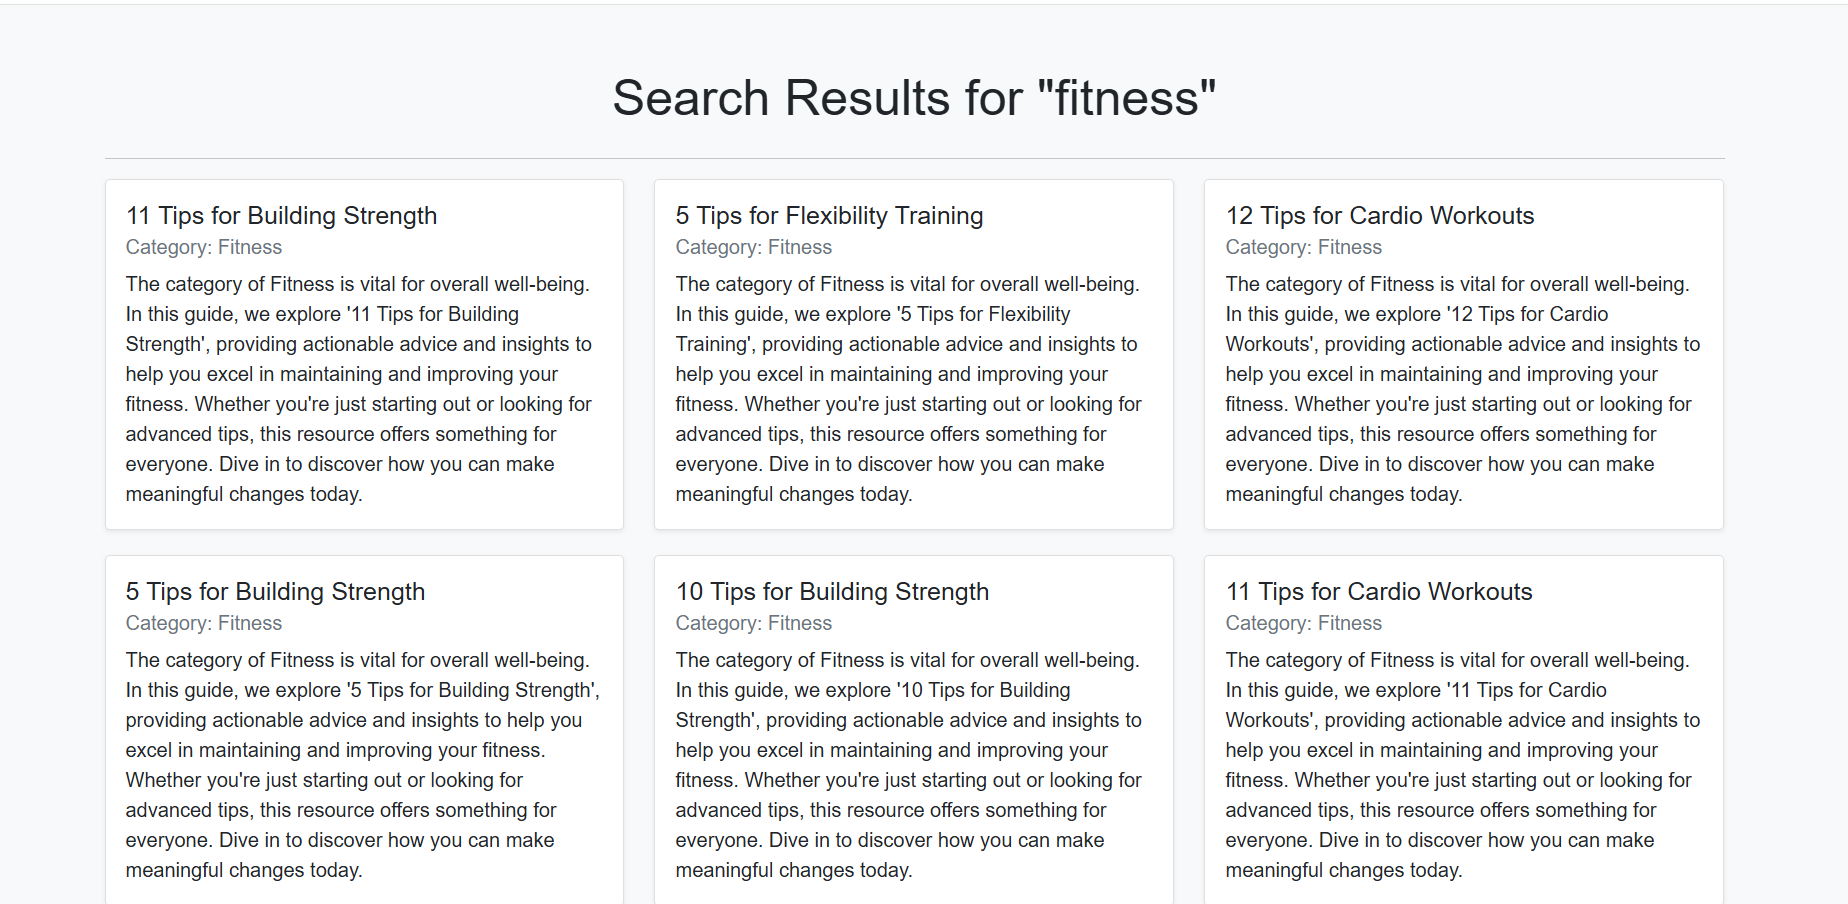 Search Results for "fitness"
11 Tips for Building Strength
Category: Fitness
The category of Fitness is vital for overall well-being.
In this guide, we explore '11 Tips for Building
Strength', providing actionable advice and insights to
help you excel in maintaining and improving your
fitness. Whether you're just starting out or looking for
advanced tips, this resource offers something for
everyone. Dive in to discover how you can make
meaningful changes today.
5 Tips for Flexibility Training
Category: Fitness
The category of Fitness is vital for overall well-being.
In this guide, we explore '5 Tips for Flexibility
Training', providing actionable advice and insights to
help you excel in maintaining and improving your
fitness. Whether you're just starting out or looking for
advanced tips, this resource offers something for
everyone. Dive in to discover how you can make
meaningful changes today.
12 Tips for Cardio Workouts
Category: Fitness
The category of Fitness is vital for overall well-being.
In this guide, we explore '12 Tips for Cardio
Workouts', providing actionable advice and insights to
help you excel in maintaining and improving your
fitness. Whether you're just starting out or looking for
advanced tips, this resource offers something for
everyone. Dive in to discover how you can make
meaningful changes today.
5 Tips for Building Strength
Category: Fitness
The category of Fitness is vital for overall well-being.
In this guide, we explore '5 Tips for Building Strength',
providing actionable advice and insights to help you
excel in maintaining and improving your fitness.
Whether you're just starting out or looking for
advanced tips, this resource offers something for
everyone. Dive in to discover how you can make
meaningful changes today.
10 Tips for Building Strength
Category: Fitness
The category of Fitness is vital for overall well-being.
In this guide, we explore '10 Tips for Building
Strength', providing actionable advice and insights to
help you excel in maintaining and improving your
fitness. Whether you're just starting out or looking for
advanced tips, this resource offers something for
everyone. Dive in to discover how you can make
meaningful changes today.
11 Tips for Cardio Workouts
Category: Fitness
The category of Fitness is vital for overall well-being.
In this guide, we explore '11 Tips for Cardio
Workouts', providing actionable advice and insights to
help you excel in maintaining and improving your
fitness. Whether you're just starting out or looking for
advanced tips, this resource offers something for
everyone. Dive in to discover how you can make
meaningful changes today.